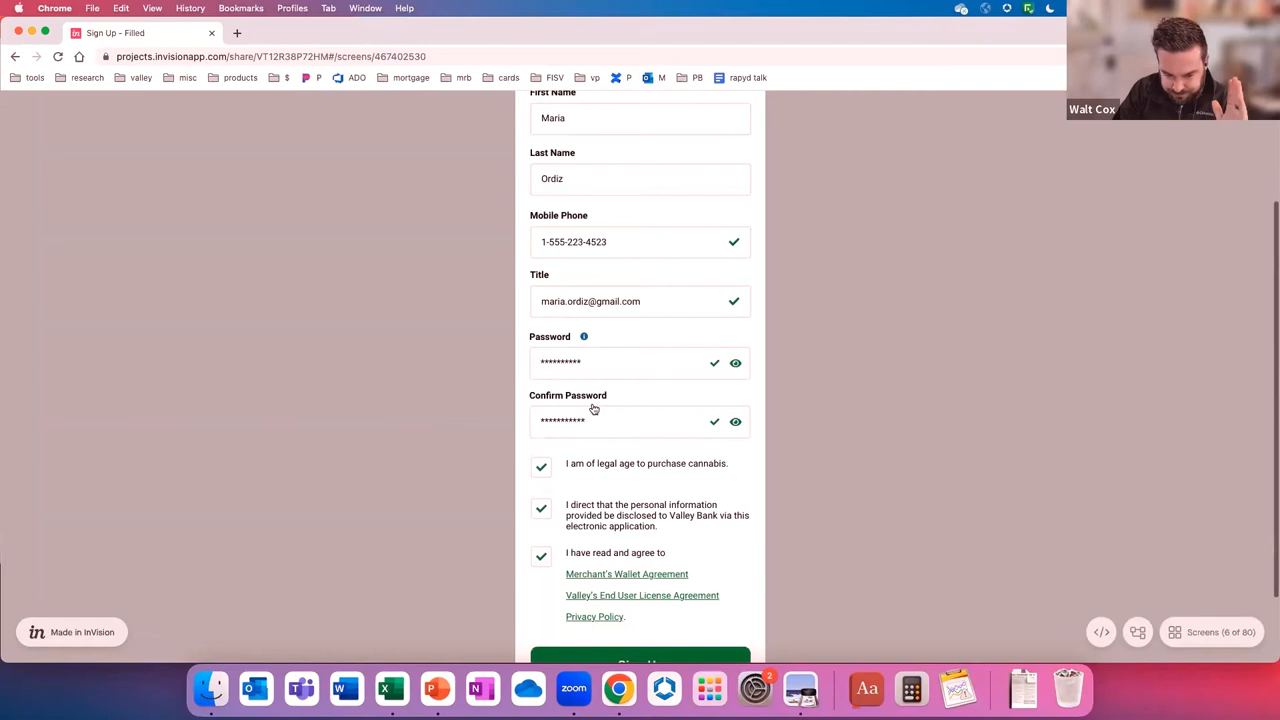 Chrome File Edit View History Bookmarks Profiles Tab Window Help
Sign Up - Filled
projects.invisionapp.com/share/VT12R38P72HM#/screens/467402530
tools research valley misc products $ P ADO mortgage mrb cards FISV vp P M PB rapyd talk
Walt Cox
First Name
Maria
Last Name
Ordiz
Mobile Phone
1-555-223-4523
Title
maria.ordiz@gmail.com
Password
**********
Confirm Password
***********
I am of legal age to purchase cannabis.
I direct that the personal information
provided be disclosed to Valley Bank via this
electronic application.
I have read and agree to
Merchant's Wallet Agreement
Valley's End User License Agreement
Privacy Policy.
in Made in InVision
Screens (6 of 80)
zoom
2
Aa